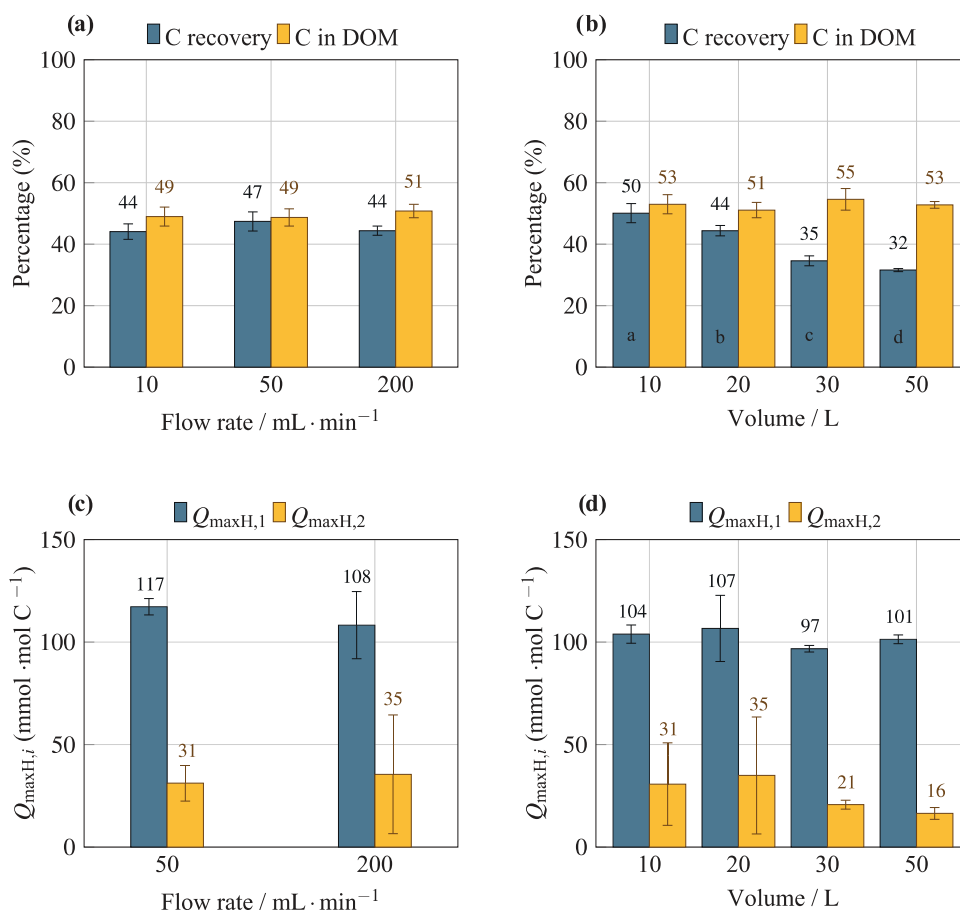 (a)
C recovery C in DOM
Percentage (%)
100
80
60
40
20
0
44 49 47 49 44 51
10 50 200
Flow rate / mL · min⁻¹
(b)
C recovery C in DOM
Percentage (%)
100
80
60
40
20
0
50 53 44 51 35 55 32 53
a b c d
10 20 30 50
Volume / L
(c)
QmaxH,1 QmaxH,2
QmaxH,i (mmol ·mol C ⁻¹)
150
100
50
0
117 31 108 35
50 200
Flow rate / mL · min⁻¹
(d)
QmaxH,1 QmaxH,2
QmaxH,i (mmol ·mol C ⁻¹)
150
100
50
0
104 31 107 35 97 21 101 16
10 20 30 50
Volume / L